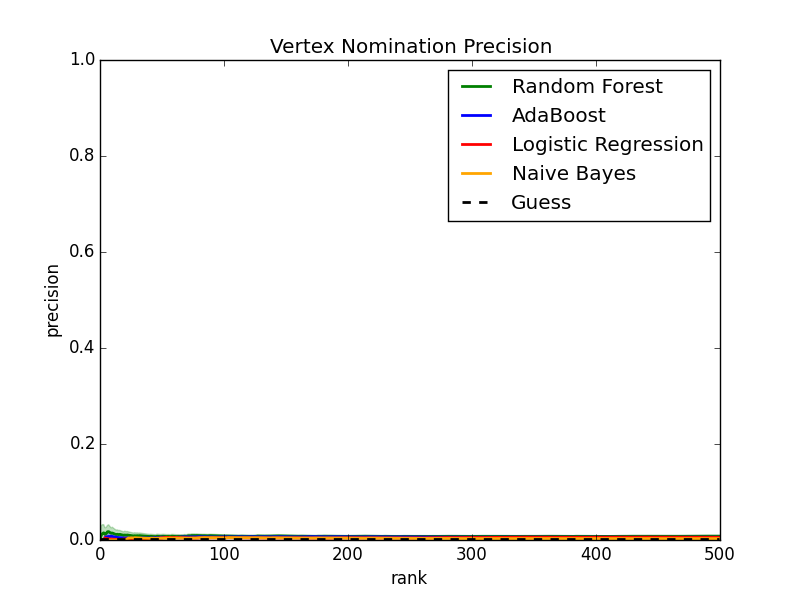 Vertex Nomination Precision
1.0
0.8
0.6
0.4
0.2
0.0
precision
Random Forest
AdaBoost
Logistic Regression
Naive Bayes
Guess
0 100 200 300 400 500
rank